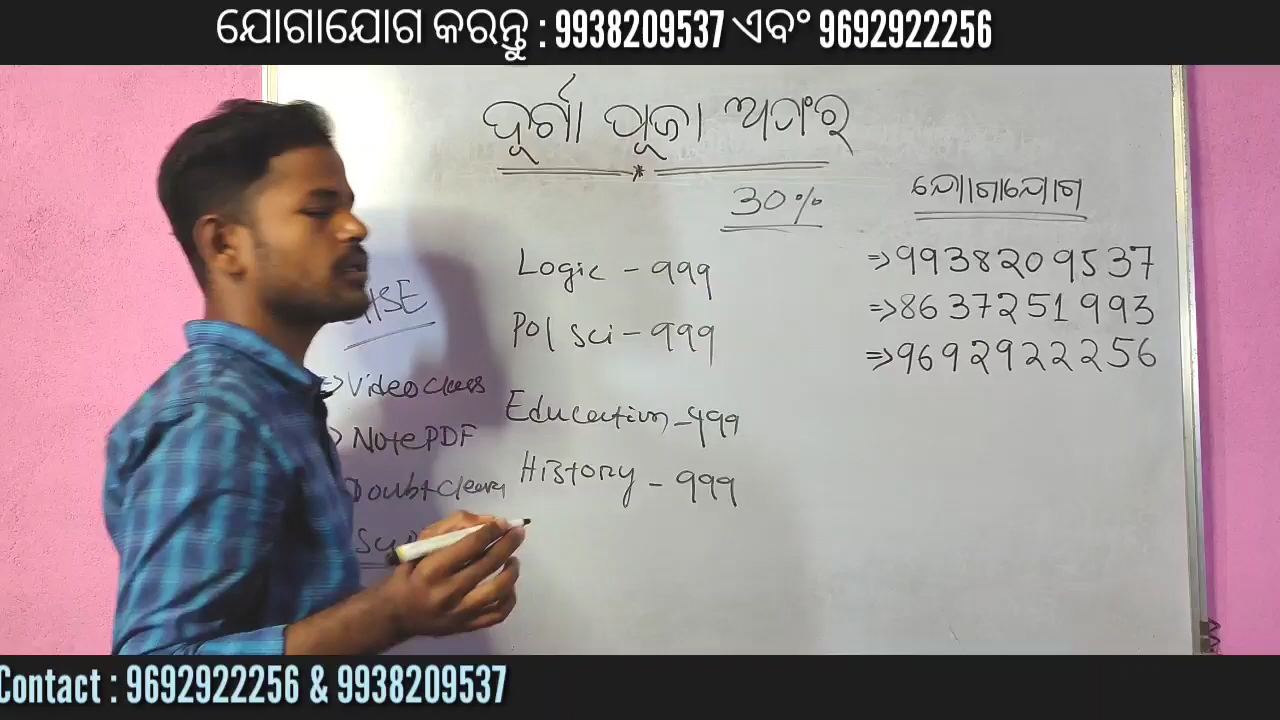 ଯୋଗାଯୋଗ କରନ୍ତୁ : 9938209537 ଏବଂ 9692922256
ଦୂର୍ଗା ପୂଜା ଅଫର୍
30%
Logic - 999
Pol sci - 999
Education - 999
History - 999
ଯୋଗାଯୋଗ
⇒ 9938209537
⇒ 8637251993
⇒ 9692922256
HSE
⇒ Video class
Note PDF
Doubt Clear
Contact : 9692922256 & 9938209537